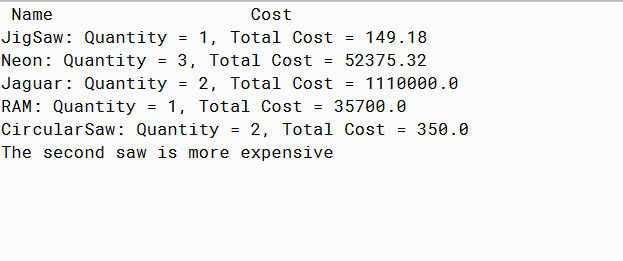 Name                   Cost
JigSaw: Quantity = 1, Total Cost = 149.18
Neon: Quantity = 3, Total Cost = 52375.32
Jaguar: Quantity = 2, Total Cost = 1110000.0
RAM: Quantity = 1, Total Cost = 35700.0
CircularSaw: Quantity = 2, Total Cost = 350.0
The second saw is more expensive